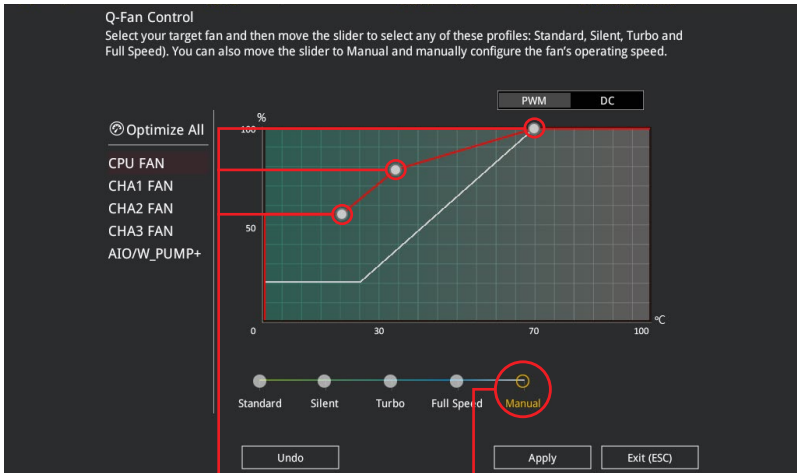 Q-Fan Control
Select your target fan and then move the slider to select any of these profiles: Standard, Silent, Turbo and
Full Speed). You can also move the slider to Manual and manually configure the fan's operating speed.
PWM DC
%
Optimize All
100
CPU FAN
CHA1 FAN
CHA2 FAN
CHA3 FAN
AIO/W_PUMP+
50
°C
0 30 70 100
Standard Silent Turbo Full Speed Manual
Undo Apply Exit (ESC)